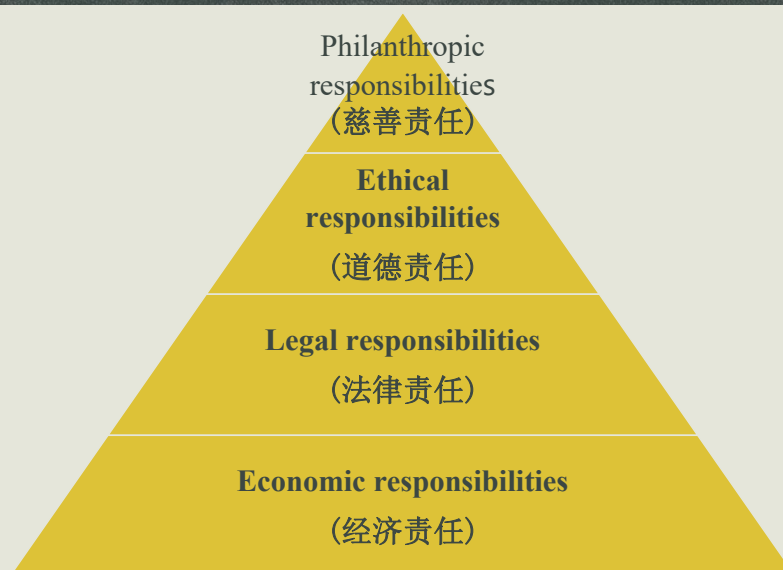 Philanthropic
responsibilities
(慈善责任)
Ethical
responsibilities
(道德责任)
Legal responsibilities
(法律责任)
Economic responsibilities
(经济责任)